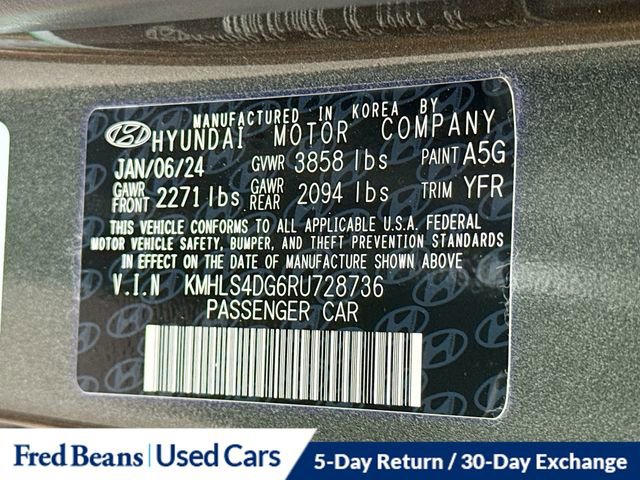 MANUFACTURED IN KOREA BY
HYUNDAI MOTOR COMPANY
JAN/06/24 GVWR 3858 lbs PAINT A5G
GAWR FRONT 2271 lbs GAWR REAR 2094 lbs TRIM YFR
THIS VEHICLE CONFORMS TO ALL APPLICABLE U.S.A. FEDERAL
MOTOR VEHICLE SAFETY, BUMPER, AND THEFT PREVENTION STANDARDS
IN EFFECT ON THE DATE OF MANUFACTURE SHOWN ABOVE
V.I.N KMHLS4DG6RU728736
PASSENGER CAR
Fred Beans | Used Cars 5-Day Return / 30-Day Exchange